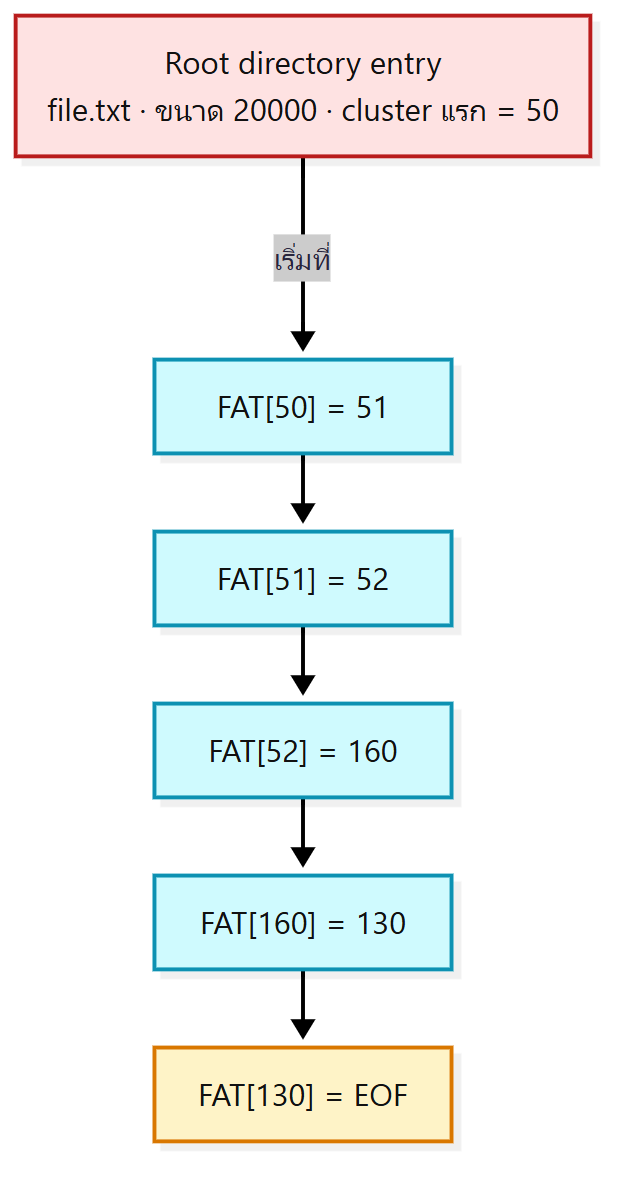 Root directory entry
file.txt · ขนาด 20000 · cluster แรก = 50
เริ่มที่
FAT[50] = 51
FAT[51] = 52
FAT[52] = 160
FAT[160] = 130
FAT[130] = EOF